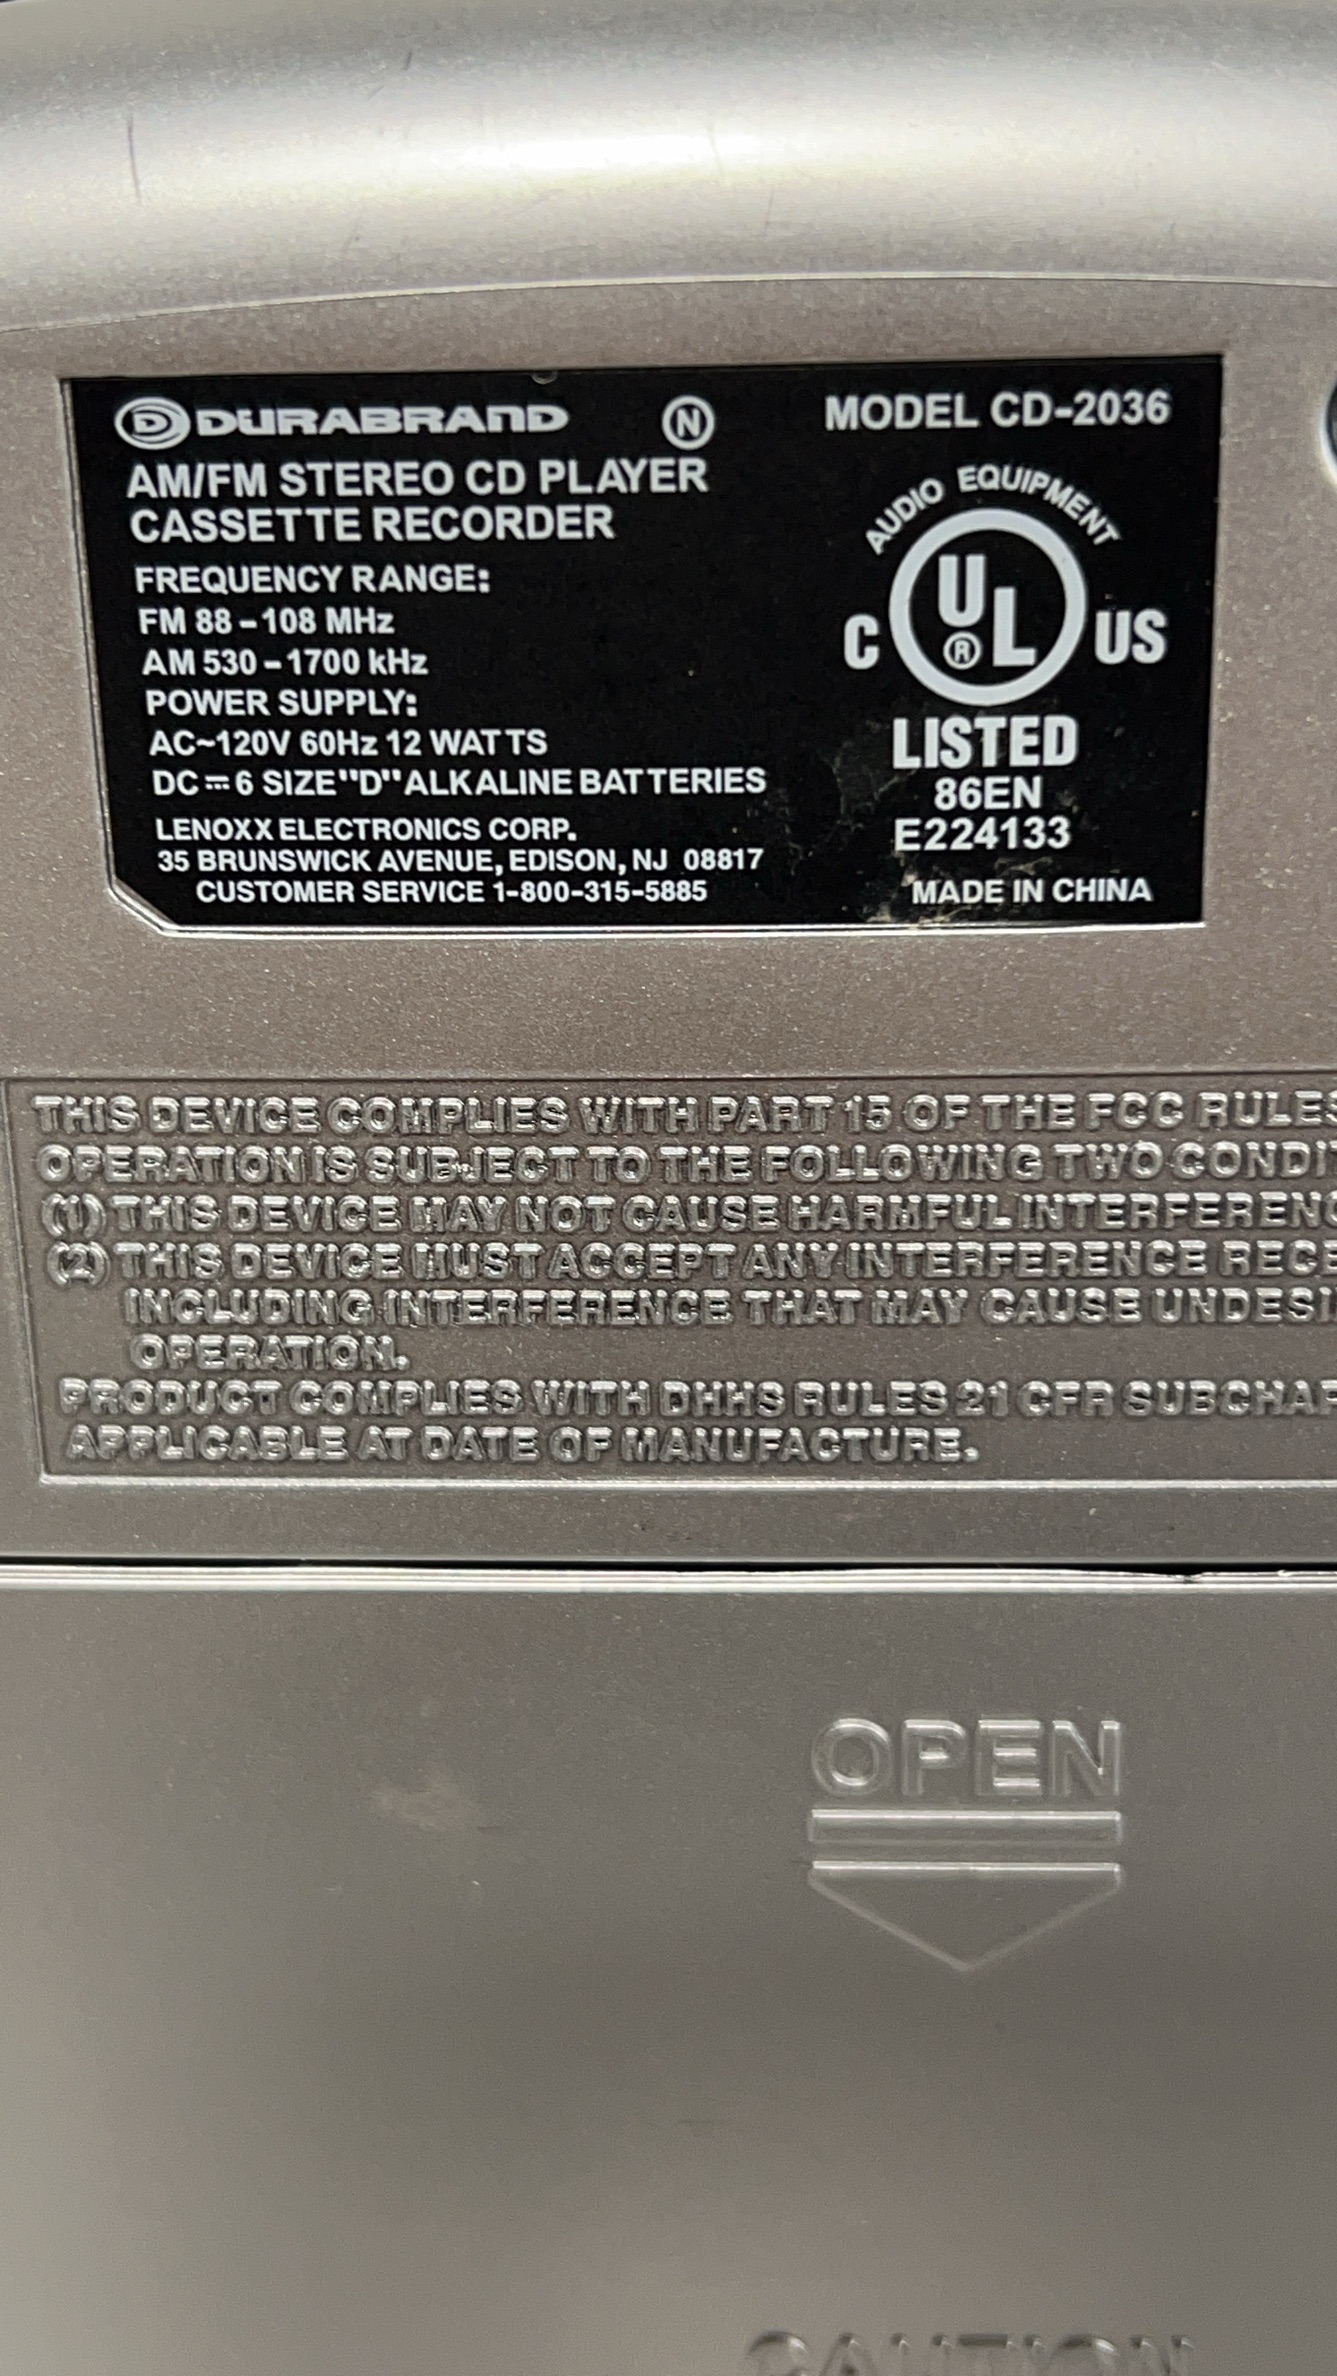 DURABRAND N MODEL CD-2036
AM/FM STEREO CD PLAYER
CASSETTE RECORDER
FREQUENCY RANGE:
FM 88-108 MHz
AM 530-1700 kHz
POWER SUPPLY:
AC~120V 60Hz 12 WATTS
DC⎓6 SIZE"D"ALKALINE BATTERIES
LENOXX ELECTRONICS CORP.
35 BRUNSWICK AVENUE, EDISON, NJ 08817
CUSTOMER SERVICE 1-800-315-5885
AUDIO EQUIPMENT
C UL® US
LISTED
86EN
E224133
MADE IN CHINA
THIS DEVICE COMPLIES WITH PART 15 OF THE FCC RULES
OPERATION IS SUBJECT TO THE FOLLOWING TWO CONDI
(1) THIS DEVICE MAY NOT CAUSE HARMFUL INTERFEREN
(2) THIS DEVICE MUST ACCEPT ANY INTERFERENCE RECE
INCLUDING INTERFERENCE THAT MAY CAUSE UNDESI
OPERATION.
PRODUCT COMPLIES WITH DHHS RULES 21 CFR SUBCHAP
APPLICABLE AT DATE OF MANUFACTURE.
OPEN
CAUTION